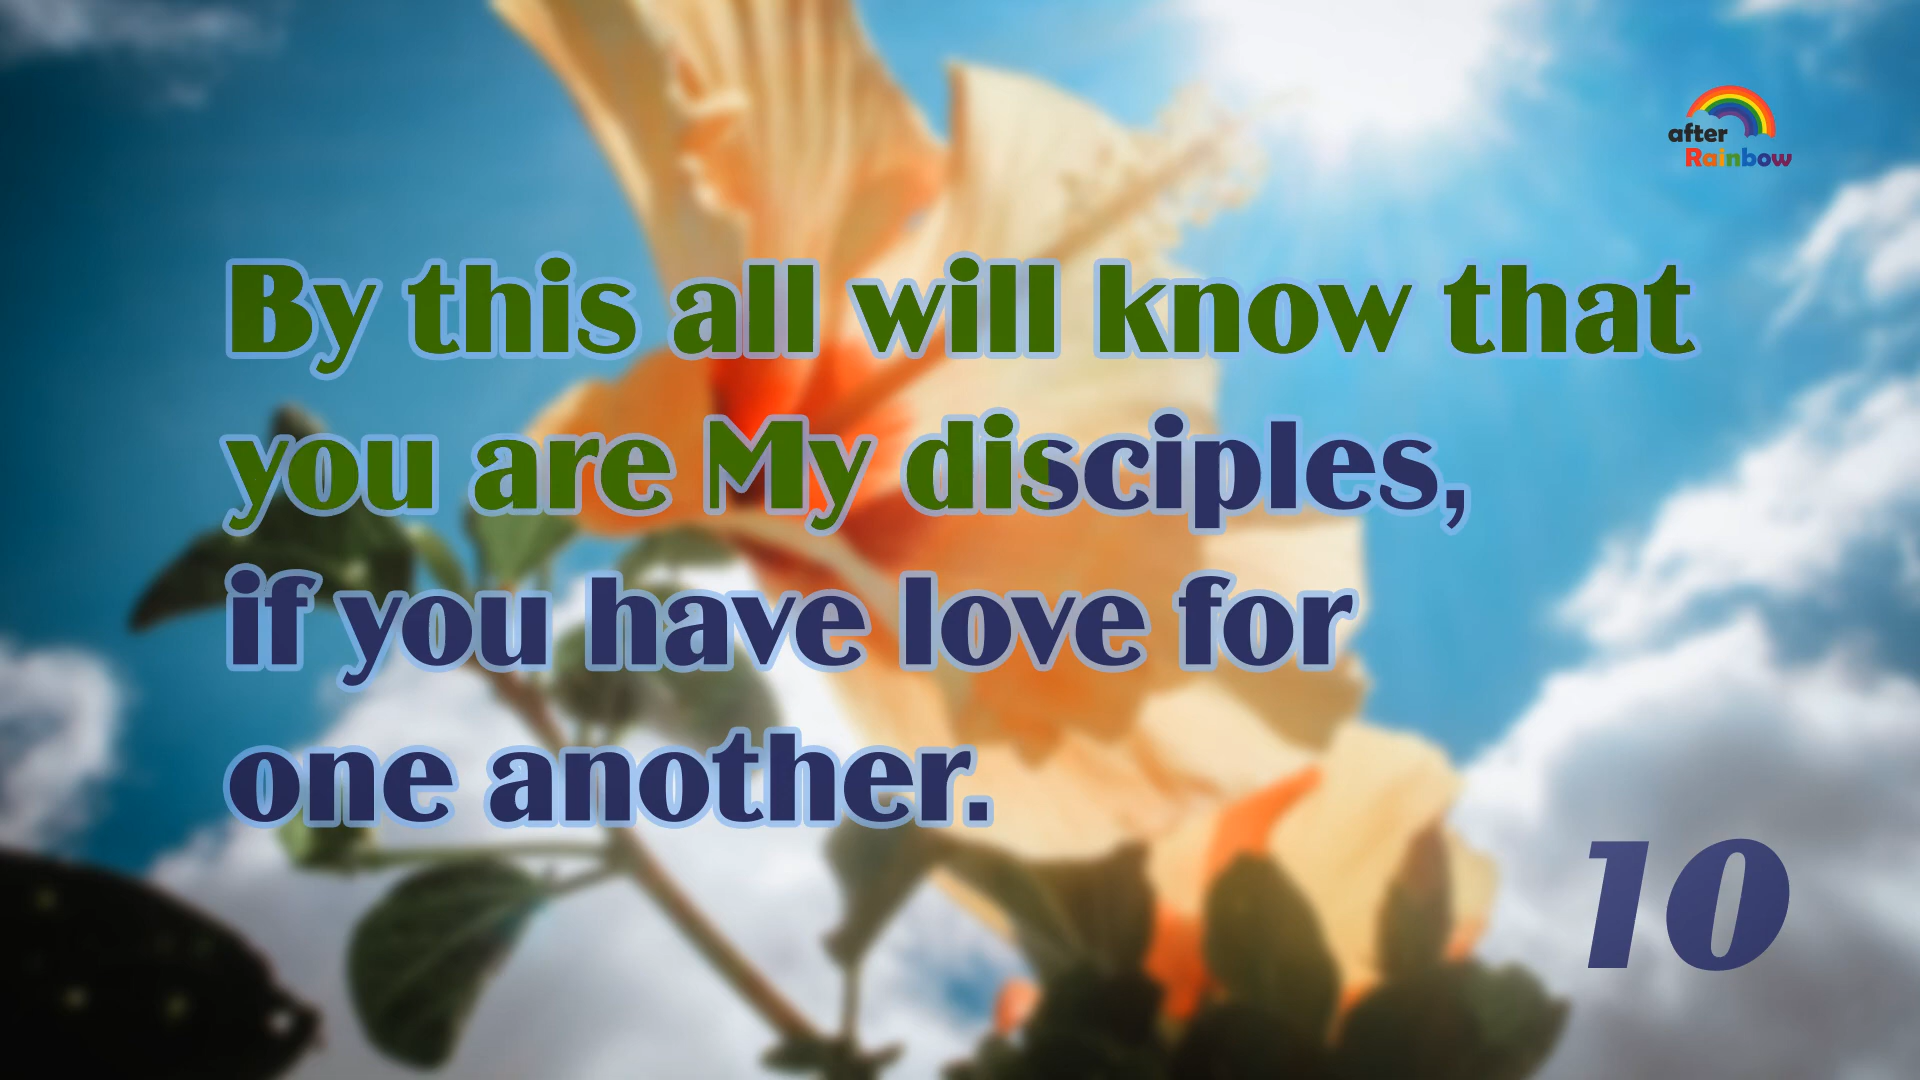 after
Rainbow
By this all will know that
you are My disciples,
if you have love for
one another.
10